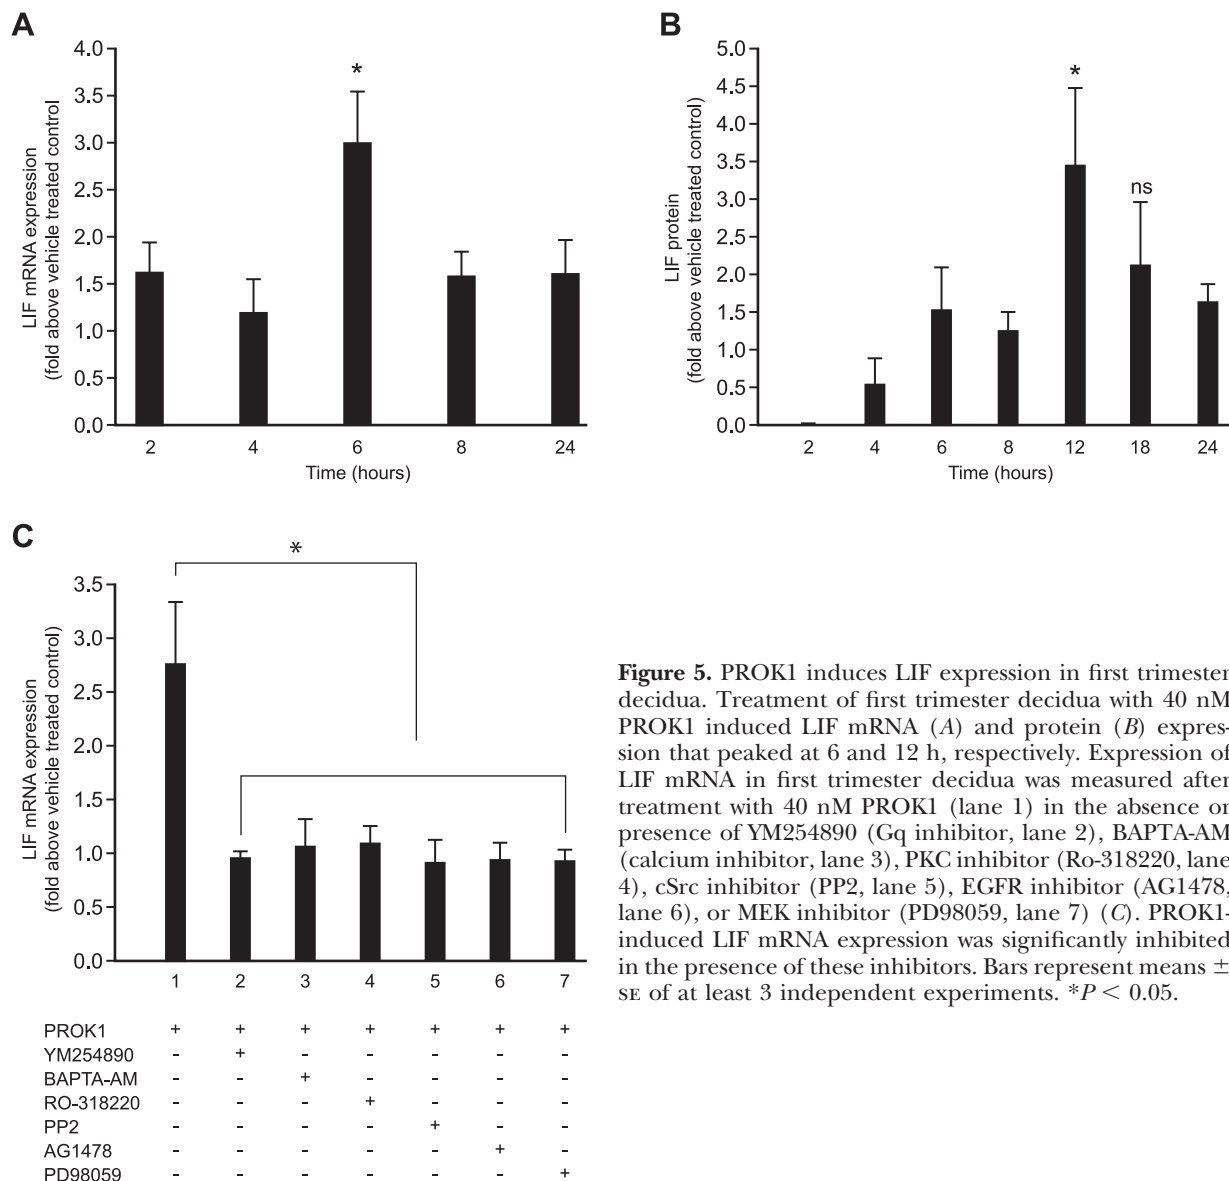 A
LIF mRNA expression
(fold above vehicle treated control)
4.0
3.5
3.0
2.5
2.0
1.5
1.0
0.5
0.0
*
2 4 6 8 24
Time (hours)
B
LIF protein
(fold above vehicle treated control)
5.0
4.5
4.0
3.5
3.0
2.5
2.0
1.5
1.0
0.5
0.0
*
ns
2 4 6 8 12 18 24
Time (hours)
C
LIF mRNA expression
(fold above vehicle treated control)
*
3.5
3.0
2.5
2.0
1.5
1.0
0.5
0.0
1 2 3 4 5 6 7
PROK1 + + + + + + +
YM254890 - + - - - - -
BAPTA-AM - - + - - - -
RO-318220 - - - + - - -
PP2 - - - - + - -
AG1478 - - - - - + -
PD98059 - - - - - - +
Figure 5. PROK1 induces LIF expression in first trimester
decidua. Treatment of first trimester decidua with 40 nM
PROK1 induced LIF mRNA (A) and protein (B) expres-
sion that peaked at 6 and 12 h, respectively. Expression of
LIF mRNA in first trimester decidua was measured after
treatment with 40 nM PROK1 (lane 1) in the absence or
presence of YM254890 (Gq inhibitor, lane 2), BAPTA-AM
(calcium inhibitor, lane 3), PKC inhibitor (Ro-318220, lane
4), cSrc inhibitor (PP2, lane 5), EGFR inhibitor (AG1478,
lane 6), or MEK inhibitor (PD98059, lane 7) (C). PROK1-
induced LIF mRNA expression was significantly inhibited
in the presence of these inhibitors. Bars represent means ±
SE of at least 3 independent experiments. *P < 0.05.